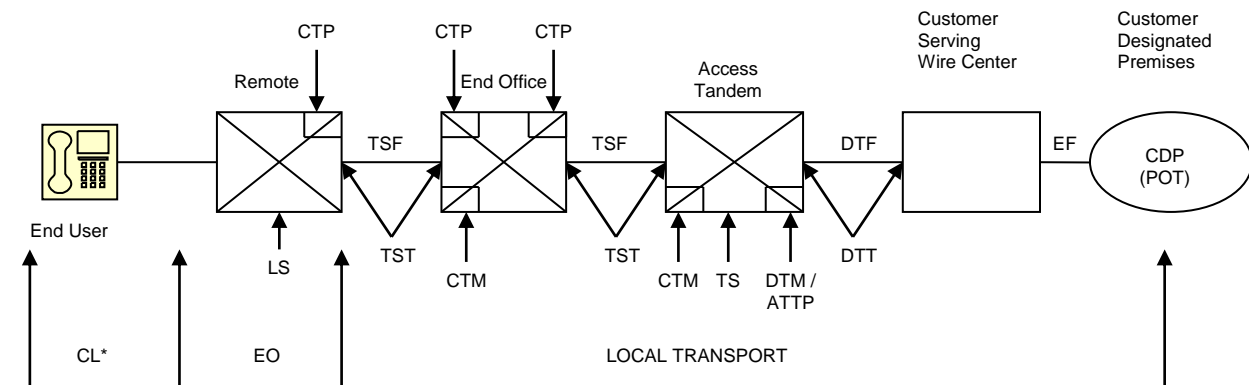 Customer
Serving
Wire Center
Customer
Designated
Premises
CTP
CTP
CTP
Remote
End Office
Access
Tandem
TSF
TSF
DTF
EF
CDP
(POT)
End User
LS
TST
CTM
TST
CTM
TS
DTM /
ATTP
DTT
CL*
EO
LOCAL TRANSPORT